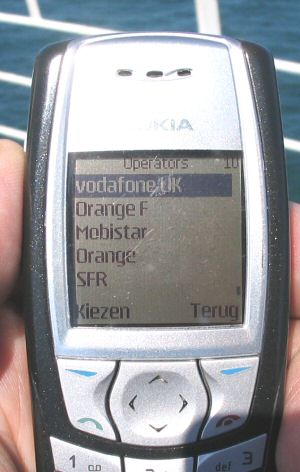 NOKIA
Operators 10
vodafone UK
Orange F
Mobistar
Orange
SFR
Kiezen Terug
1
def 3